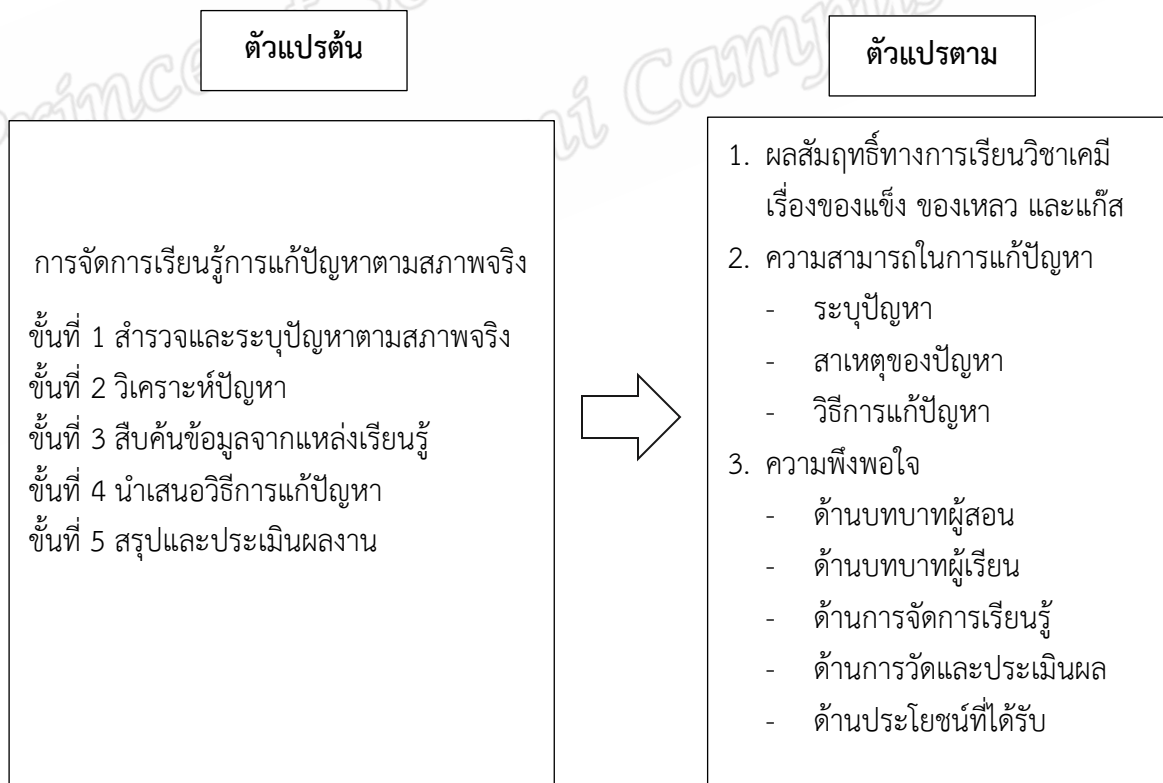 ตัวแปรต้น
การจัดการเรียนรู้การแก้ปัญหาตามสภาพจริง
ขั้นที่ 1 สำรวจและระบุปัญหาตามสภาพจริง
ขั้นที่ 2 วิเคราะห์ปัญหา
ขั้นที่ 3 สืบค้นข้อมูลจากแหล่งเรียนรู้
ขั้นที่ 4 นำเสนอวิธีการแก้ปัญหา
ขั้นที่ 5 สรุปและประเมินผลงาน
ตัวแปรตาม
1. ผลสัมฤทธิ์ทางการเรียนวิชาเคมี
เรื่องของแข็ง ของเหลว และแก๊ส
2. ความสามารถในการแก้ปัญหา
- ระบุปัญหา
- สาเหตุของปัญหา
- วิธีการแก้ปัญหา
3. ความพึงพอใจ
- ด้านบทบาทผู้สอน
- ด้านบทบาทผู้เรียน
- ด้านการจัดการเรียนรู้
- ด้านการวัดและประเมินผล
- ด้านประโยชน์ที่ได้รับ